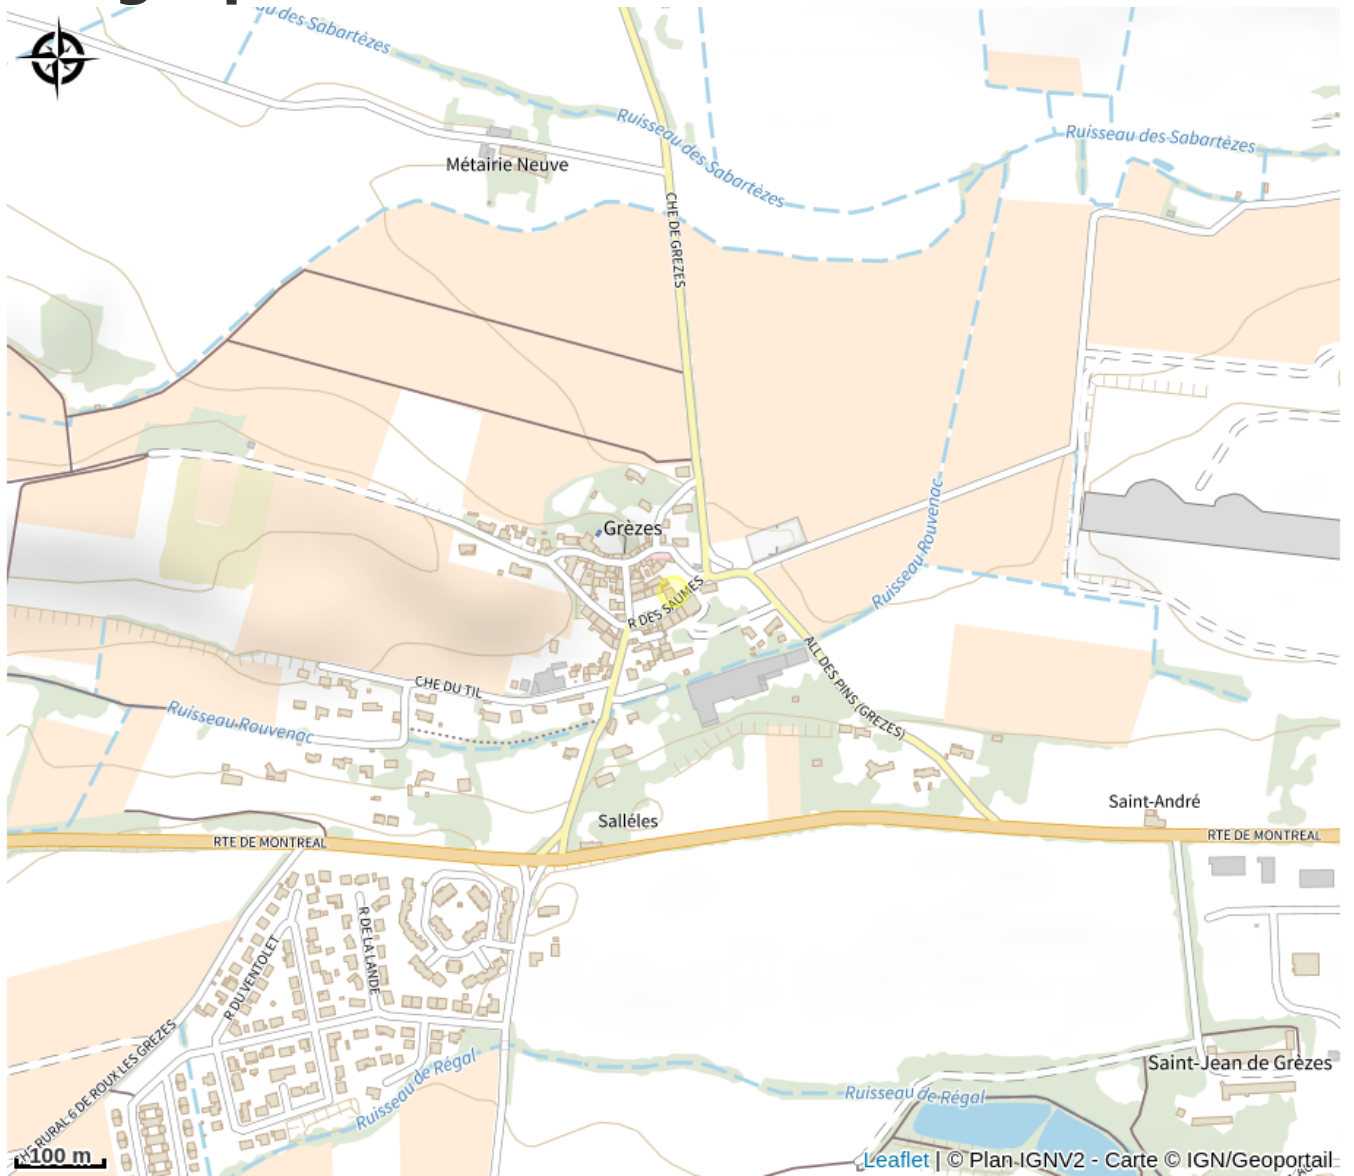 Ruisseau des Sabartèzes
Ruisseau des Sabartèzes
Ruisseau des Sabartèzes
Métairie Neuve
CHE DE GREZES
Grèzes
Ruisseau Rouvenac
R DES SAUMES
ALL DES PINS (GREZES)
CHE DU TIL
Ruisseau Rouvenac
Saint-André
Salléles
RTE DE MONTREAL
RTE DE MONTREAL
R DE LA LANDE
R DU VENTOLET
RURAL 6 DE ROUX LES GREZES
Ruisseau de Régal
Saint-Jean de Grèzes
Ruisseau de Régal
100 m
Leaflet | © Plan IGNV2 - Carte © IGN/Geoportail